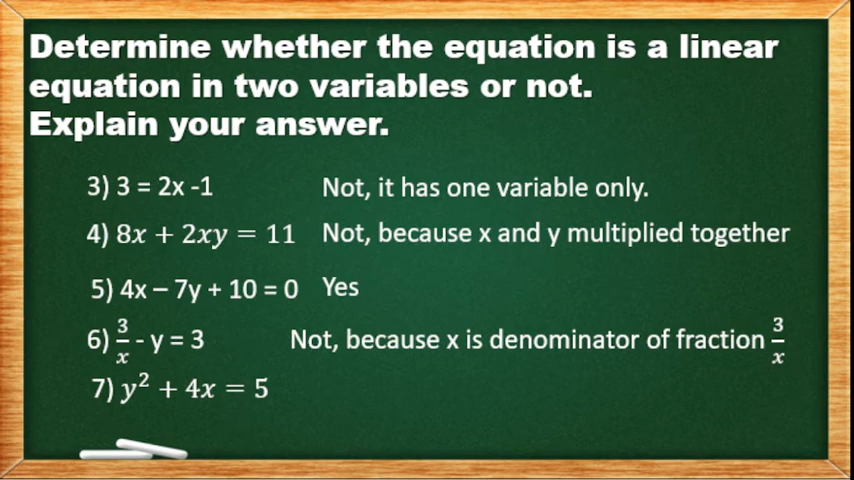 Determine whether the equation is a linear
equation in two variables or not.
Explain your answer.
3) 3 = 2x -1 Not, it has one variable only.
4) 8x + 2xy = 11 Not, because x and y multiplied together
5) 4x – 7y + 10 = 0 Yes
6) 3/x - y = 3 Not, because x is denominator of fraction 3/x
7) y² + 4x = 5